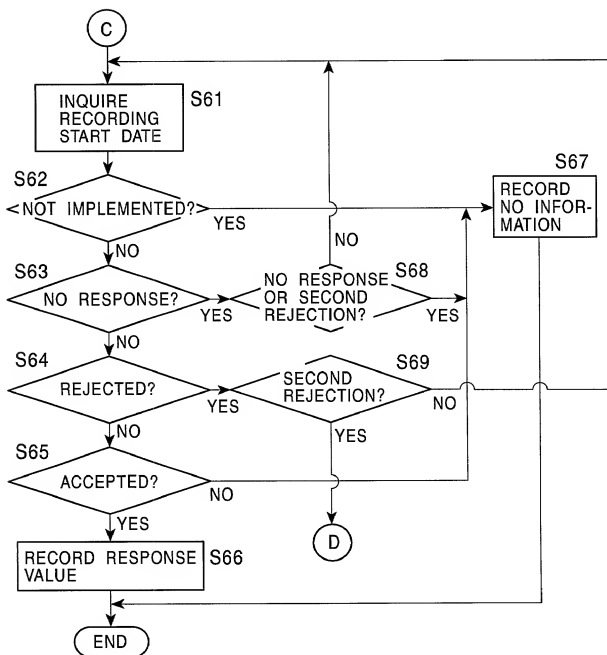 C
INQUIRE
RECORDING
START DATE
S61
S62
NOT IMPLEMENTED?
YES
NO
S67
RECORD
NO INFOR-
MATION
S63
NO RESPONSE?
YES
NO
S68
NO RESPONSE
OR SECOND
REJECTION?
NO
YES
S64
REJECTED?
YES
NO
S69
SECOND
REJECTION?
NO
YES
D
S65
ACCEPTED?
NO
YES
RECORD RESPONSE
VALUE
S66
END